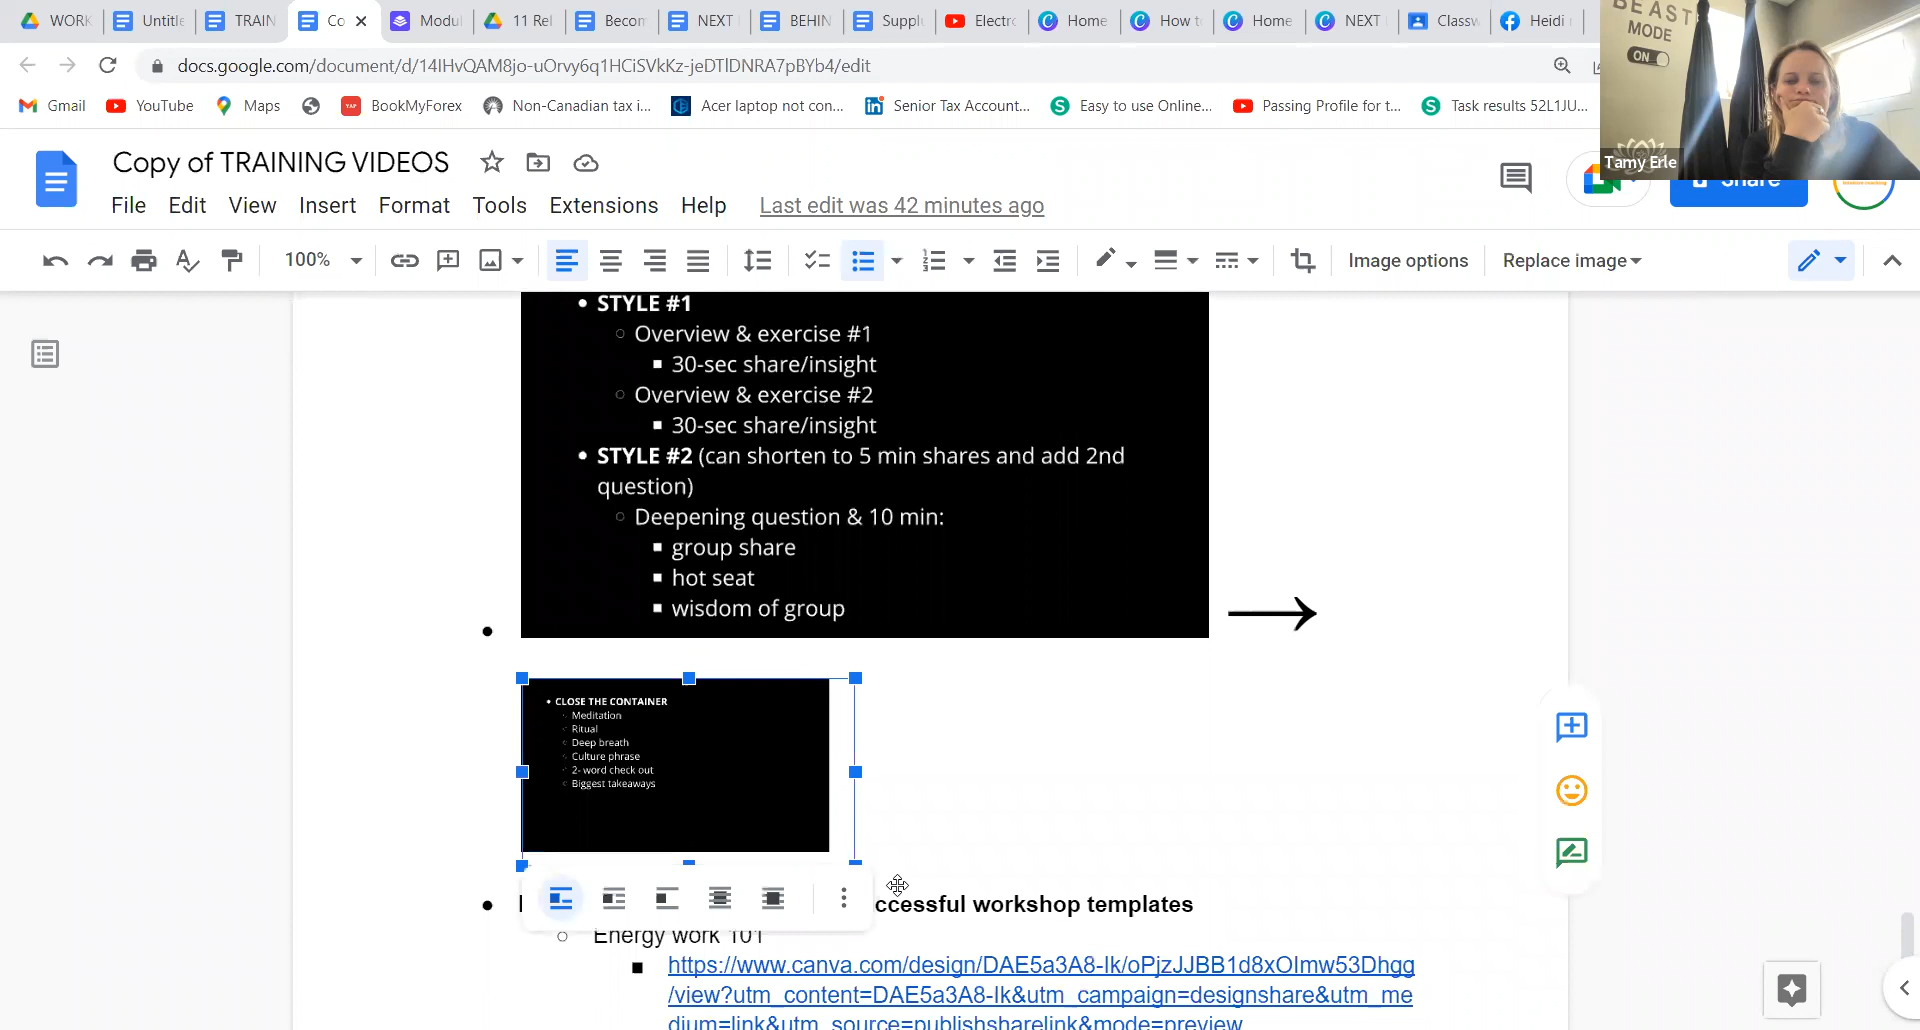 WORK
Untitle
TRAIN
Co
Modul
11 Rel
Becom
NEXT
BEHIN
Suppl
Electro
Home
How t
Home
NEXT
Classw
Heidi
docs.google.com/document/d/14IHvQAM8jo-uOrvy6q1HCiSVkKz-jeDTlDNRA7pBYb4/edit
Gmail
YouTube
Maps
BookMyForex
Non-Canadian tax i...
Acer laptop not con...
Senior Tax Account...
Easy to use Online...
Passing Profile for t...
Task results 52L1JU...
BEAST
MODE
ON
Tamy Erle
Copy of TRAINING VIDEOS
Share
File Edit View Insert Format Tools Extensions Help Last edit was 42 minutes ago
100%
Image options
Replace image
• STYLE #1
○ Overview & exercise #1
▪ 30-sec share/insight
○ Overview & exercise #2
▪ 30-sec share/insight
• STYLE #2 (can shorten to 5 min shares and add 2nd
question)
○ Deepening question & 10 min:
▪ group share
▪ hot seat
▪ wisdom of group
→
• CLOSE THE CONTAINER
Meditation
Ritual
Deep breath
Culture phrase
2- word check out
Biggest takeaways
ccessful workshop templates
○ Energy work 101
■ https://www.canva.com/design/DAE5a3A8-Ik/oPjzJJBB1d8xOImw53Dhgg
/view?utm_content=DAE5a3A8-Ik&utm_campaign=designshare&utm_me
dium=link&utm_source=publishsharelink&mode=preview